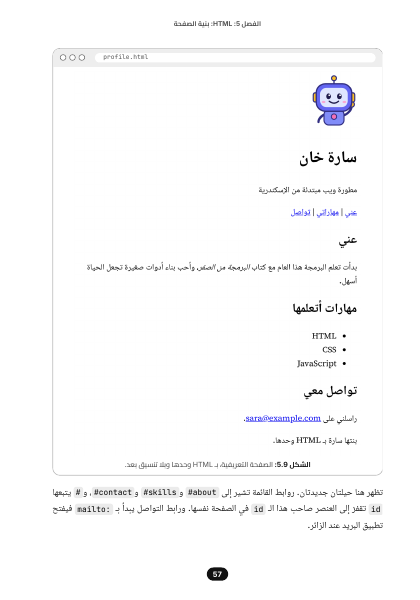 الفصل 5: HTML: بنية الصفحة
profile.html
سارة خان
مطورة ويب مبتدئة من الإسكندرية
عني | مهاراتي | تواصل
عني
بدأت تعلم البرمجة هذا العام مع كتاب البرمجة من الصفر، وأحب بناء أدوات صغيرة تجعل الحياة
أسهل.
مهارات أتعلمها
• HTML
• CSS
• JavaScript
تواصل معي
راسلني على sara@example.com.
بنتها سارة بـ HTML وحدها.
الشكل 5.9: الصفحة التعريفية، بـ HTML وحدها وبلا تنسيق بعد.
تظهر هنا حيلتان جديدتان. روابط القائمة تشير إلى #about و #skills و #contact، و # يتبعها
id تقفز إلى العنصر صاحب هذا الـ id في الصفحة نفسها. ورابط التواصل يبدأ بـ mailto: فيفتح
تطبيق البريد عند الزائر.
57